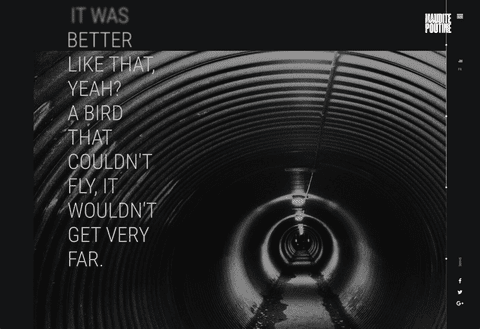 IT WAS
BETTER
LIKE THAT,
YEAH?
A BIRD
THAT
COULDN'T
FLY, IT
WOULDN'T
GET VERY
FAR.
MAUDITE
POUTINE